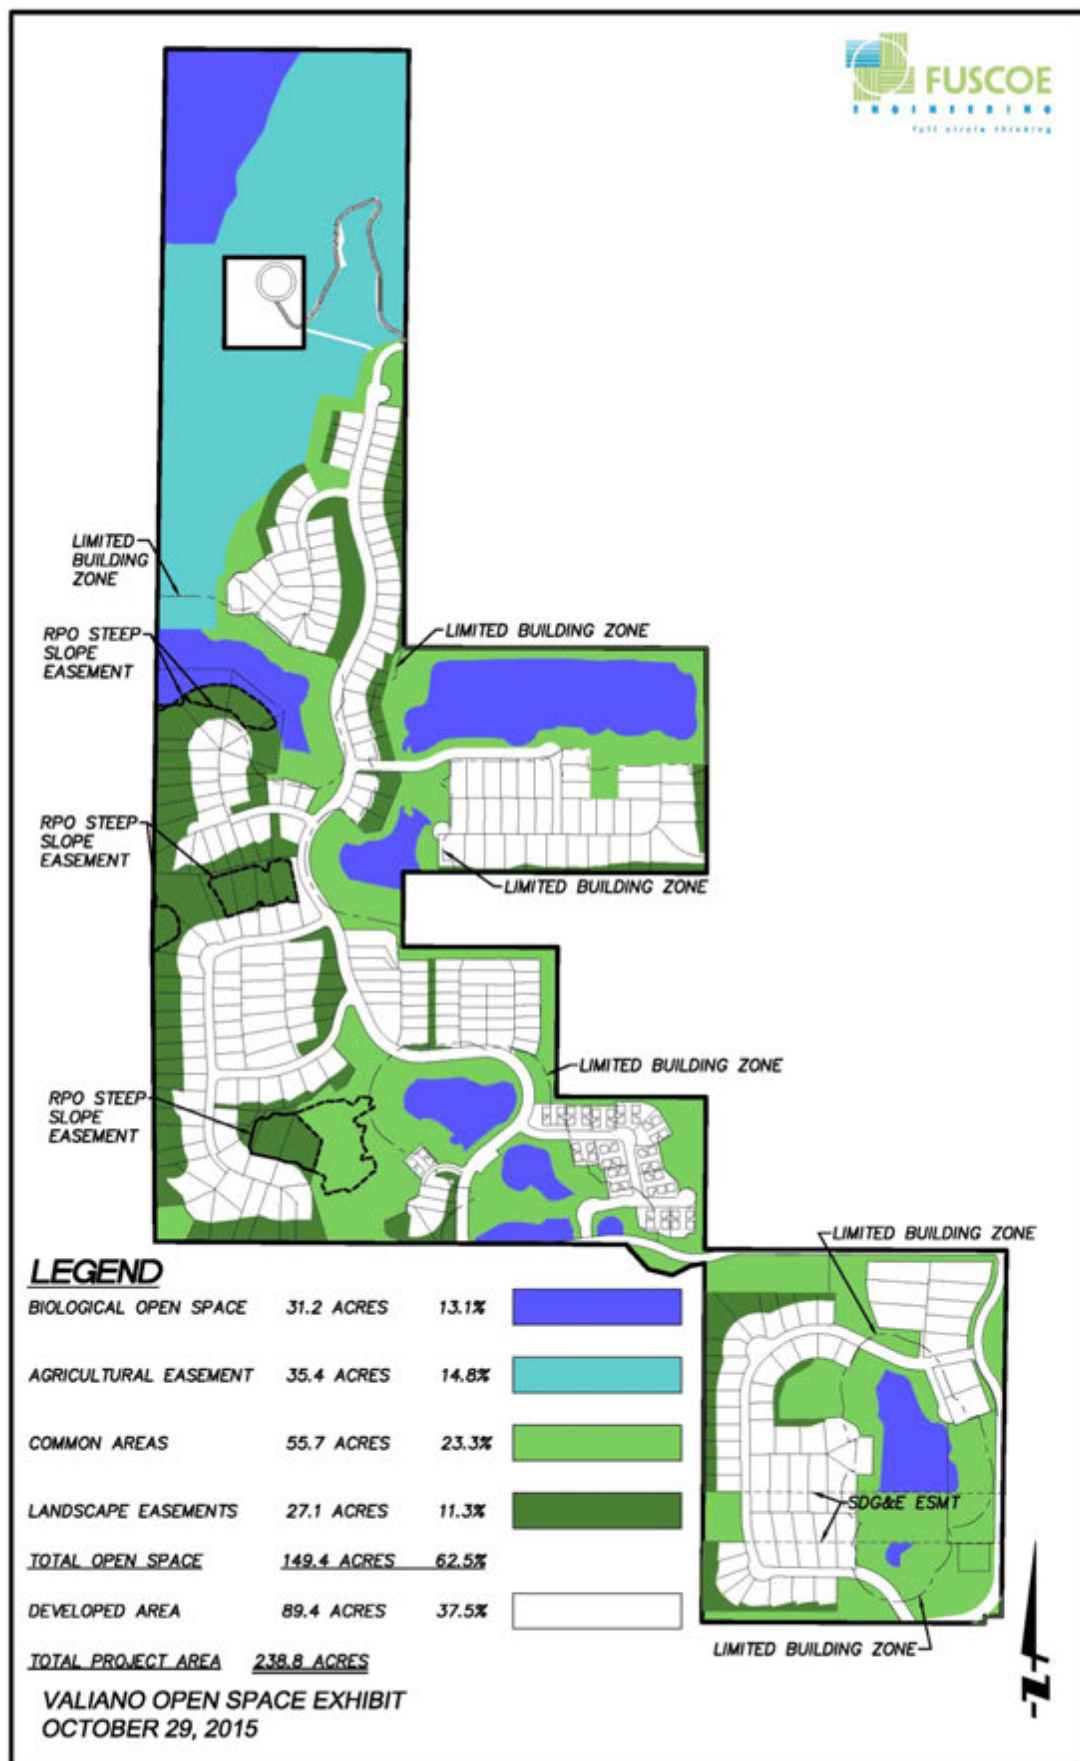 FUSCOE
ENGINEERING
full circle thinking
LIMITED
BUILDING
ZONE
RPO STEEP
SLOPE
EASEMENT
LIMITED BUILDING ZONE
RPO STEEP
SLOPE
EASEMENT
LIMITED BUILDING ZONE
LIMITED BUILDING ZONE
RPO STEEP
SLOPE
EASEMENT
LIMITED BUILDING ZONE
LEGEND
BIOLOGICAL OPEN SPACE 31.2 ACRES 13.1%
AGRICULTURAL EASEMENT 35.4 ACRES 14.8%
COMMON AREAS 55.7 ACRES 23.3%
LANDSCAPE EASEMENTS 27.1 ACRES 11.3%
SDG&E ESMT
TOTAL OPEN SPACE 149.4 ACRES 62.5%
DEVELOPED AREA 89.4 ACRES 37.5%
LIMITED BUILDING ZONE
TOTAL PROJECT AREA 238.8 ACRES
VALIANO OPEN SPACE EXHIBIT
OCTOBER 29, 2015
Z